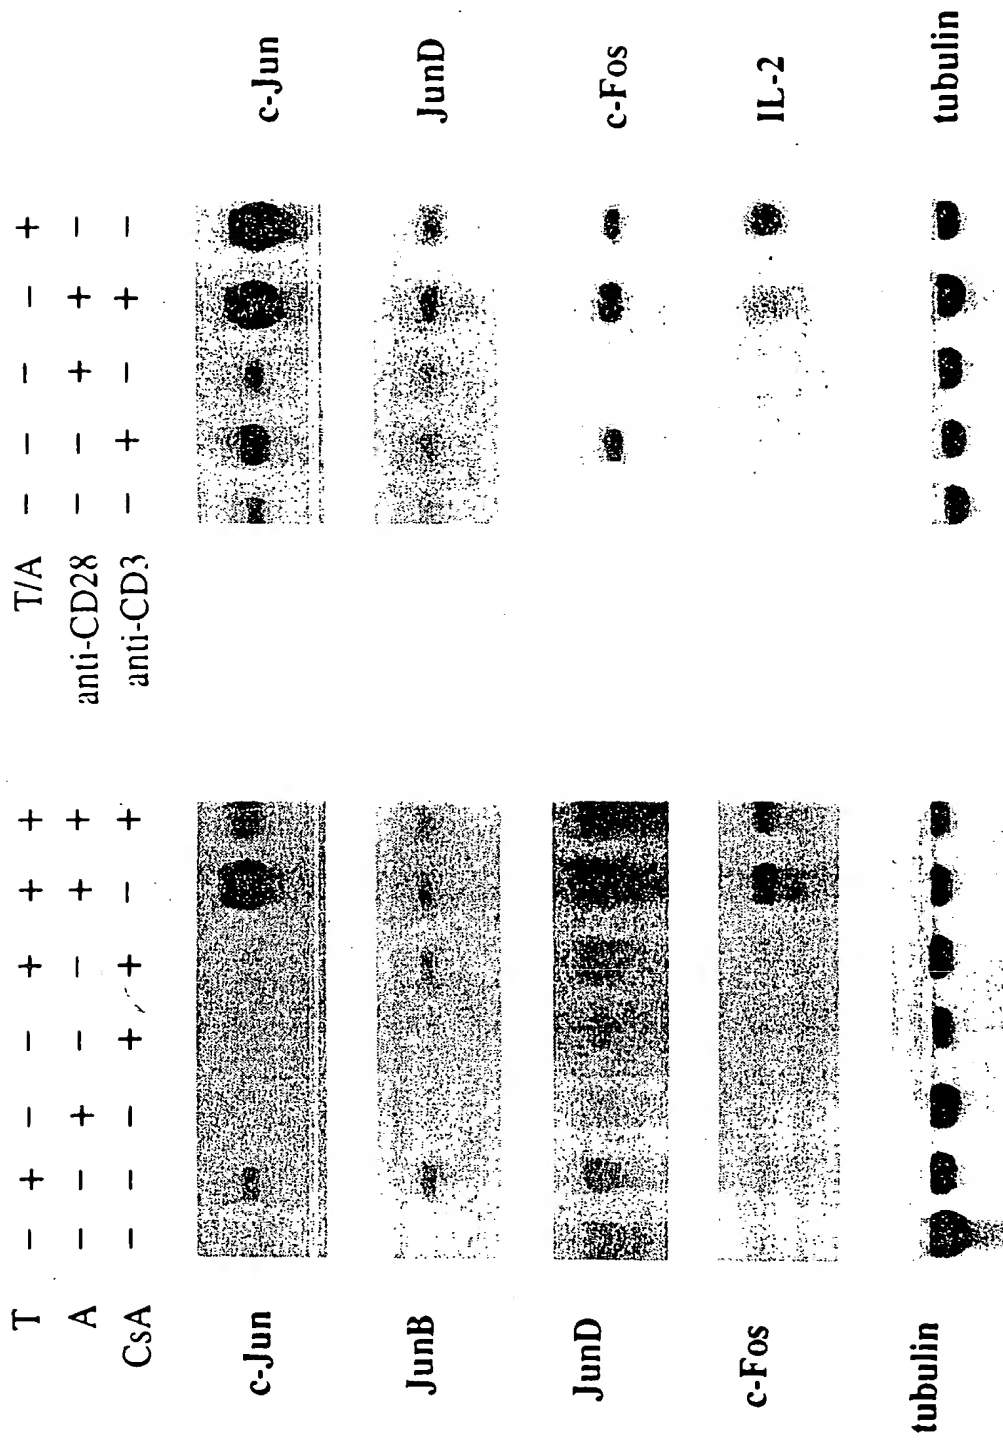 T − + − − + + +
A − − + − − + +
CsA − − − + + − +
c-Jun
JunB
JunD
c-Fos
tubulin
T/A − − − − +
anti-CD28 − − + + −
anti-CD3 − + − + −
c-Jun
JunD
c-Fos
IL-2
tubulin